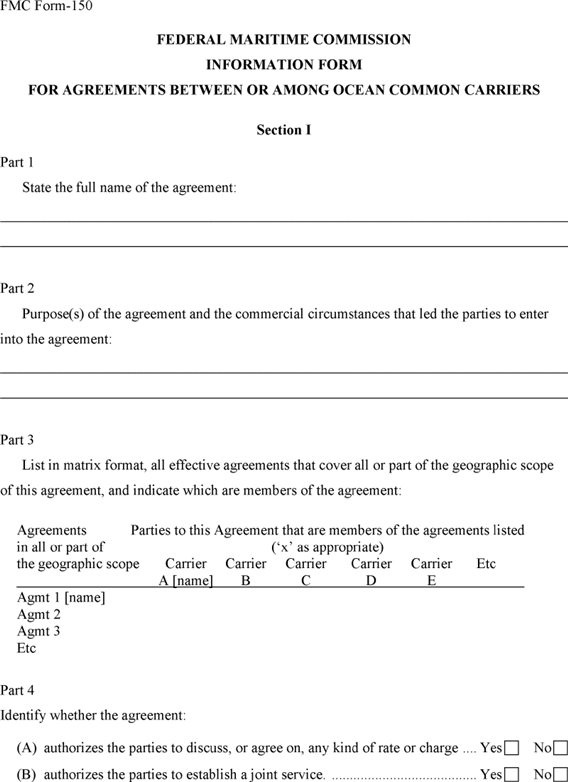 FMC Form-150
FEDERAL MARITIME COMMISSION
INFORMATION FORM
FOR AGREEMENTS BETWEEN OR AMONG OCEAN COMMON CARRIERS
Section I
Part 1
State the full name of the agreement:
Part 2
Purpose(s) of the agreement and the commercial circumstances that led the parties to enter
into the agreement:
Part 3
List in matrix format, all effective agreements that cover all or part of the geographic scope
of this agreement, and indicate which are members of the agreement:
Agreements Parties to this Agreement that are members of the agreements listed
in all or part of (‘x’ as appropriate)
the geographic scope Carrier Carrier Carrier Carrier Carrier Etc
A [name] B C D E
Agmt 1 [name]
Agmt 2
Agmt 3
Etc
Part 4
Identify whether the agreement:
(A) authorizes the parties to discuss, or agree on, any kind of rate or charge .... Yes No
(B) authorizes the parties to establish a joint service. ....................................... Yes No